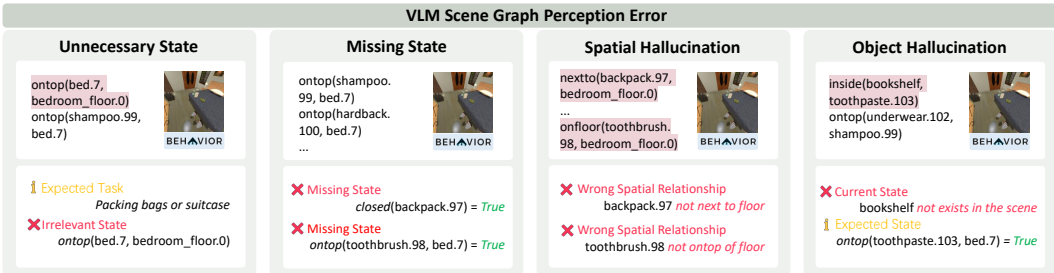 VLM Scene Graph Perception Error
Unnecessary State
ontop(bed.7,
bedroom_floor.0)
ontop(shampoo.99,
bed.7)
BEHAVIOR
Expected Task
Packing bags or suitcase
Irrelevant State
ontop(bed.7, bedroom_floor.0)
Missing State
ontop(shampoo.
99, bed.7)
ontop(hardback.
100, bed.7)
...
BEHAVIOR
Missing State
closed(backpack.97) = True
Missing State
ontop(toothbrush.98, bed.7) = True
Spatial Hallucination
nextto(backpack.97,
bedroom_floor.0)
...
onfloor(toothbrush.
98, bedroom_floor.0)
BEHAVIOR
Wrong Spatial Relationship
backpack.97 not next to floor
Wrong Spatial Relationship
toothbrush.98 not ontop of floor
Object Hallucination
inside(bookshelf,
toothpaste.103)
ontop(underwear.102,
shampoo.99)
BEHAVIOR
Current State
bookshelf not exists in the scene
Expected State
ontop(toothpaste.103, bed.7) = True